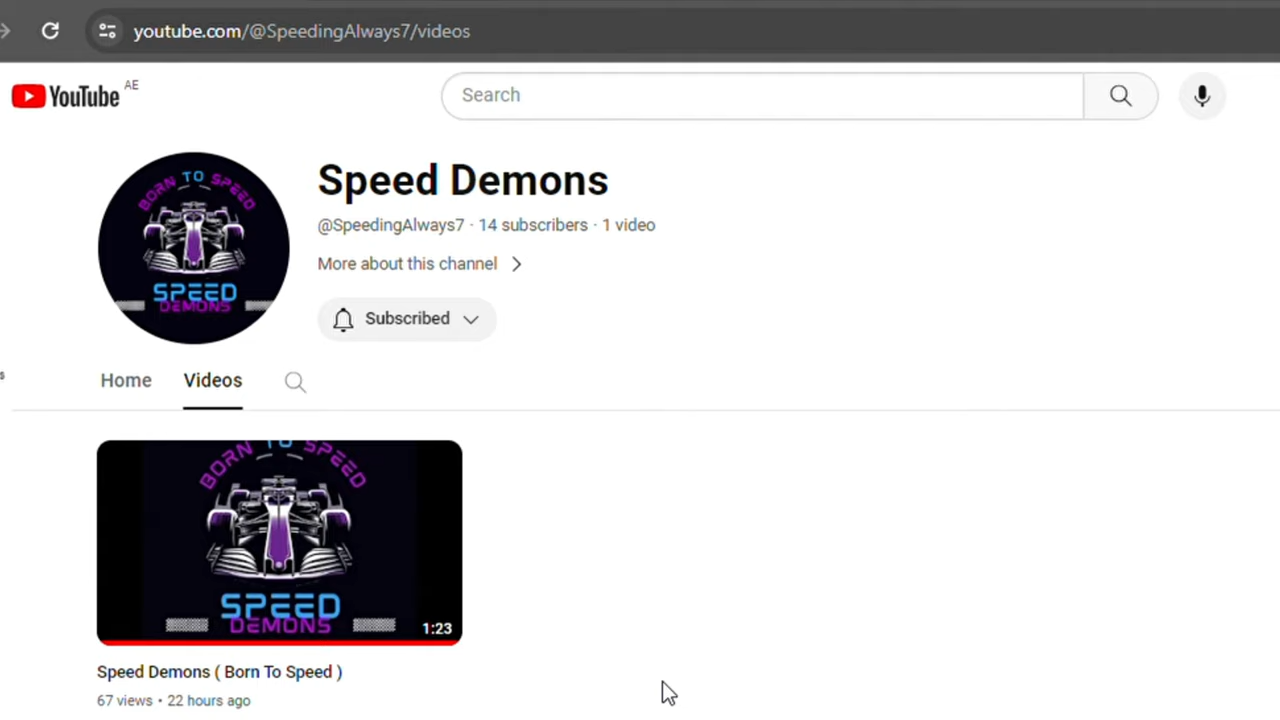 youtube.com/@SpeedingAlways7/videos
YouTube AE
Search
BORN TO SPEED
SPEED
DEMONS
Speed Demons
@SpeedingAlways7 · 14 subscribers · 1 video
More about this channel
Subscribed
s
Home Videos
BORN TO SPEED
SPEED
DEMONS
1:23
Speed Demons ( Born To Speed )
67 views • 22 hours ago